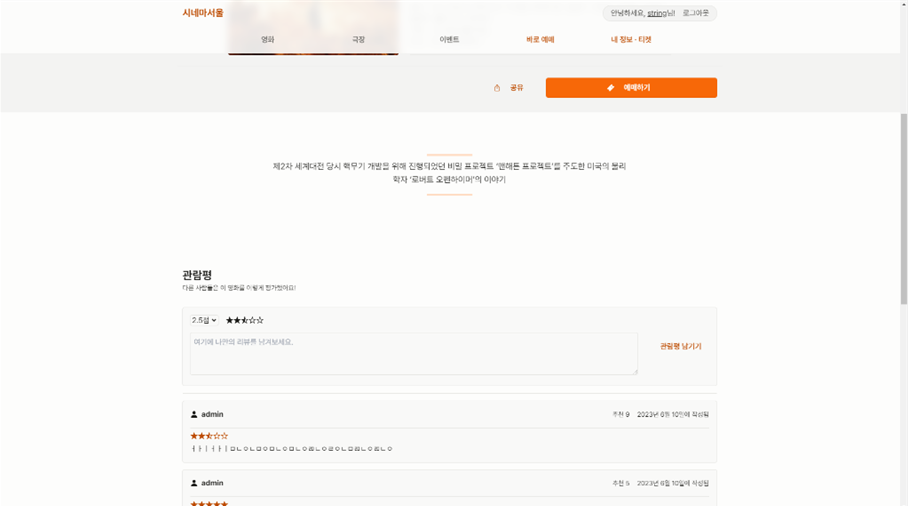 시네마서울
안녕하세요, string님! 로그아웃
영화 극장 이벤트 바로 예매 내 정보 · 티켓
공유 예매하기
제2차 세계대전 당시 핵무기 개발을 위해 진행되었던 비밀 프로젝트 '맨해튼 프로젝트'를 주도한 미국의 물리
학자 '로버트 오펜하이머'의 이야기
관람평
다른 사람들은 이 영화를 이렇게 평가했어요!
2.5점
여기에 나만의 리뷰를 남겨보세요.
관람평 남기기
admin 추천 9 2023년 6월 10일에 작성됨
admin 추천 5 2023년 6월 10일에 작성됨